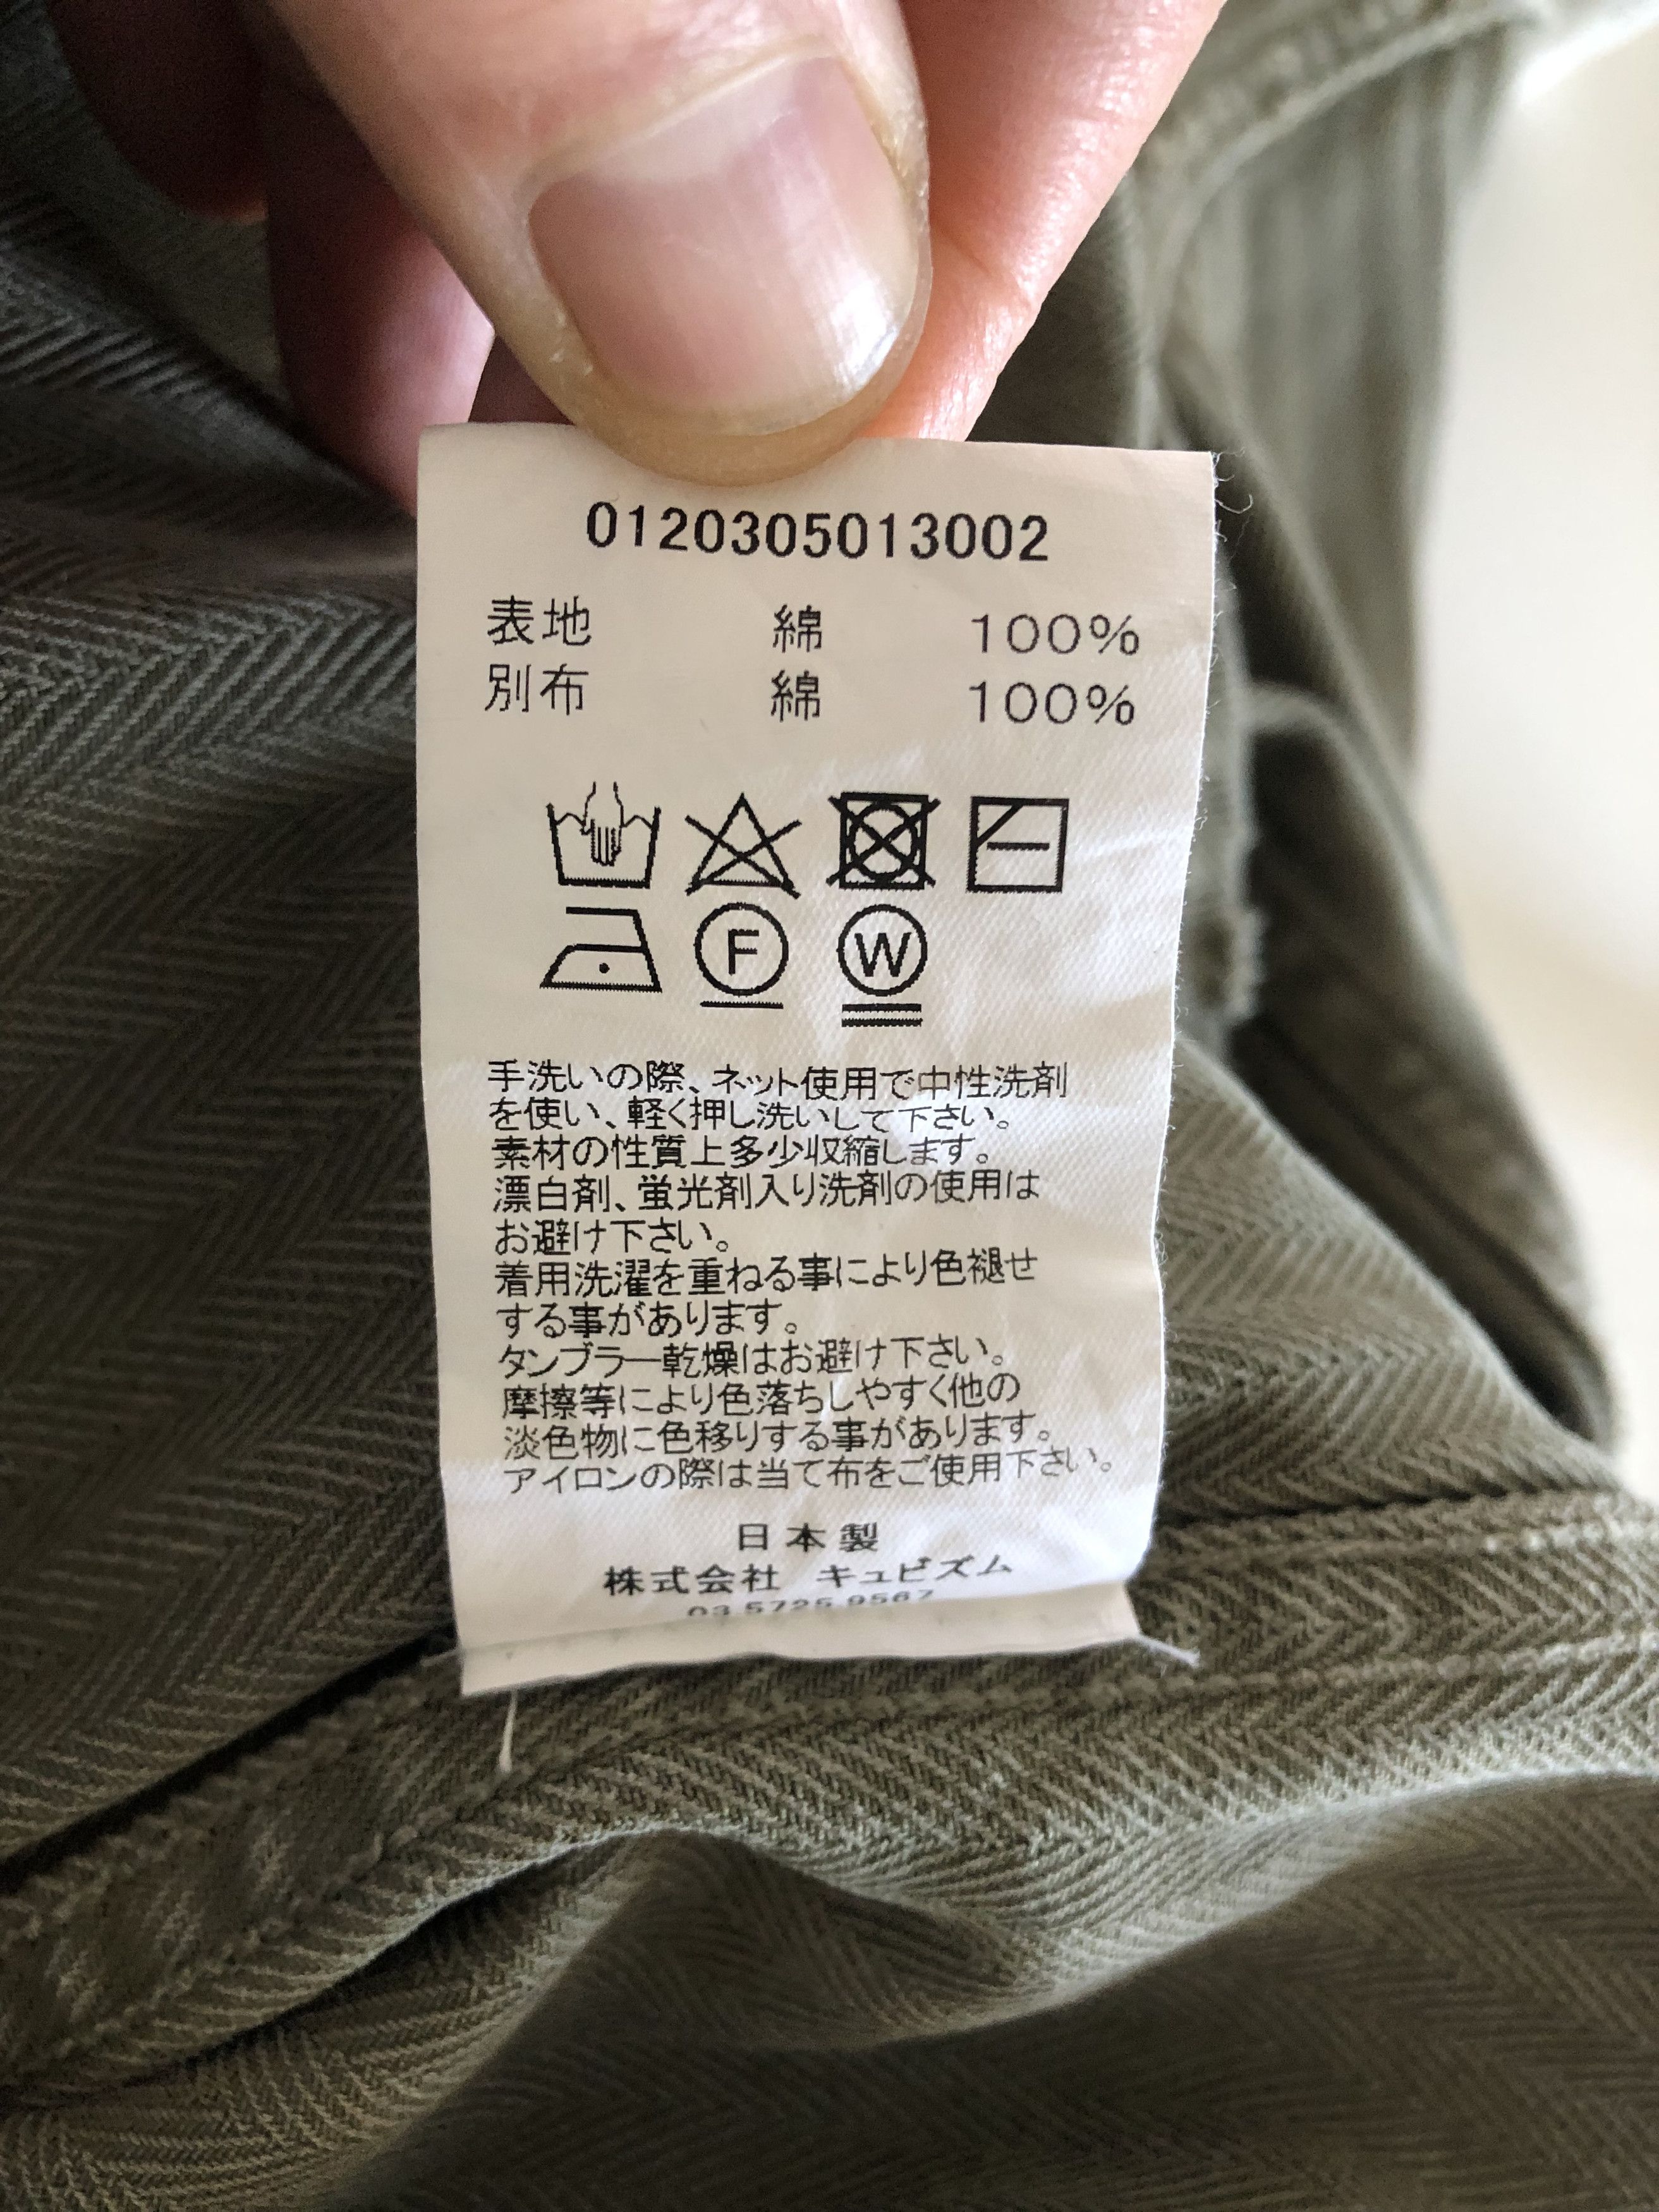 0120305013002
表地 綿 100%
別布 綿 100%
F W
手洗いの際、ネット使用で中性洗剤
を使い、軽く押し洗いして下さい。
素材の性質上多少収縮します。
漂白剤、蛍光剤入り洗剤の使用は
お避け下さい。
着用洗濯を重ねる事により色褪せ
する事があります。
タンブラー乾燥はお避け下さい。
摩擦等により色落ちしやすく他の
淡色物に色移りする事があります。
アイロンの際は当て布をご使用下さい。
日本製
株式会社 キュビズム
03 5725 9567